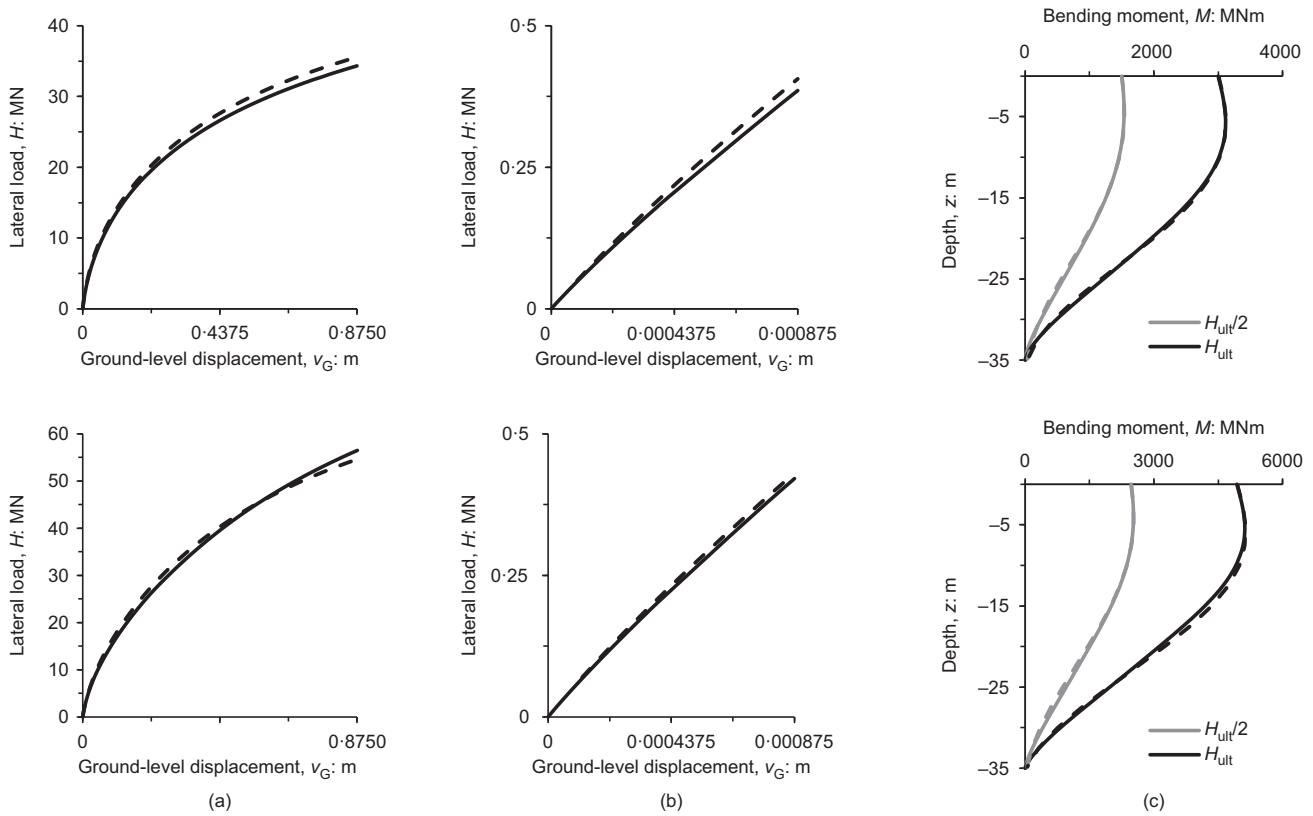 40
30
20
10
0
Lateral load, H: MN
0
0·4375
0·8750
Ground-level displacement, vG: m
0·5
0·25
0
Lateral load, H: MN
0
0·0004375
0·000875
Ground-level displacement, vG: m
Bending moment, M: MNm
0
2000
4000
–5
–15
–25
–35
Depth, z: m
Hult/2
Hult
60
50
40
30
20
10
0
Lateral load, H: MN
0
0·8750
Ground-level displacement, vG: m
(a)
0·5
0·25
0
Lateral load, H: MN
0
0·0004375
0·000875
Ground-level displacement, vG: m
(b)
Bending moment, M: MNm
0
3000
6000
–5
–15
–25
–35
Depth, z: m
Hult/2
Hult
(c)